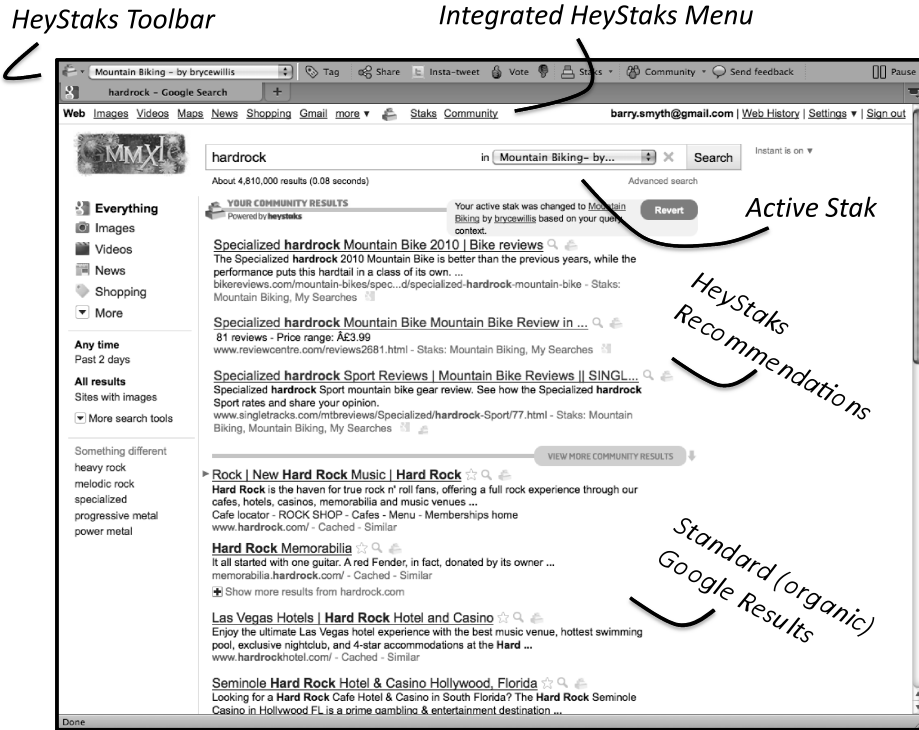 HeyStaks Toolbar
Integrated HeyStaks Menu
Mountain Biking - by brycewillis
Tag
Share
Insta-tweet
Vote
Staks
Community
Send feedback
Pause
hardrock - Google Search
+
Web Images Videos Maps News Shopping Gmail more ▼ Staks Community
barry.smyth@gmail.com | Web History | Settings ▼ | Sign out
MMXI
hardrock
in Mountain Biking- by...
Search
Instant is on ▼
About 4,810,000 results (0.08 seconds)
Advanced search
Active Stak
Everything
Images
Videos
News
Shopping
More
Any time
Past 2 days
All results
Sites with images
More search tools
Something different
heavy rock
melodic rock
specialized
progressive metal
power metal
YOUR COMMUNITY RESULTS
Powered by heystaks
Your active stak was changed to Mountain
Biking by brycewillis based on your query
context.
Revert
Specialized hardrock Mountain Bike 2010 | Bike reviews
The Specialized hardrock 2010 Mountain Bike is better than the previous years, while the
performance puts this hardtail in a class of its own. ...
bikereviews.com/mountain-bikes/spec...d/specialized-hardrock-mountain-bike - Staks:
Mountain Biking, My Searches
Specialized hardrock Mountain Bike Mountain Bike Review in ...
81 reviews - Price range: Â£3.99
www.reviewcentre.com/reviews2681.html - Staks: Mountain Biking, My Searches
Specialized hardrock Sport Reviews | Mountain Bike Reviews || SINGL...
Specialized hardrock Sport mountain bike gear review. See how the Specialized hardrock
Sport rates and share your opinion.
www.singletracks.com/mtbreviews/Specialized/hardrock-Sport/77.html - Staks: Mountain
Biking, Mountain Biking, My Searches
HeyStaks
Recommendations
VIEW MORE COMMUNITY RESULTS
Rock | New Hard Rock Music | Hard Rock
Hard Rock is the haven for true rock n' roll fans, offering a full rock experience through our
cafes, hotels, casinos, memorabilia and music venues ...
Cafe locator - ROCK SHOP - Cafes - Menu - Memberships home
www.hardrock.com/ - Cached - Similar
Hard Rock Memorabilia
It all started with one guitar. A red Fender, in fact, donated by its owner ...
memorabilia.hardrock.com/ - Cached - Similar
Show more results from hardrock.com
Standard (organic)
Google Results
Las Vegas Hotels | Hard Rock Hotel and Casino
Enjoy the ultimate Las Vegas hotel experience with the best music venue, hottest swimming
pool, exclusive nightclub, and 4-star accommodations at the Hard ...
www.hardrockhotel.com/ - Cached - Similar
Seminole Hard Rock Hotel & Casino Hollywood, Florida
Looking for a Hard Rock Cafe Hotel & Casino in South Florida? The Hard Rock Seminole
Casino in Hollywood FL is a prime gambling & entertainment destination ...
Done